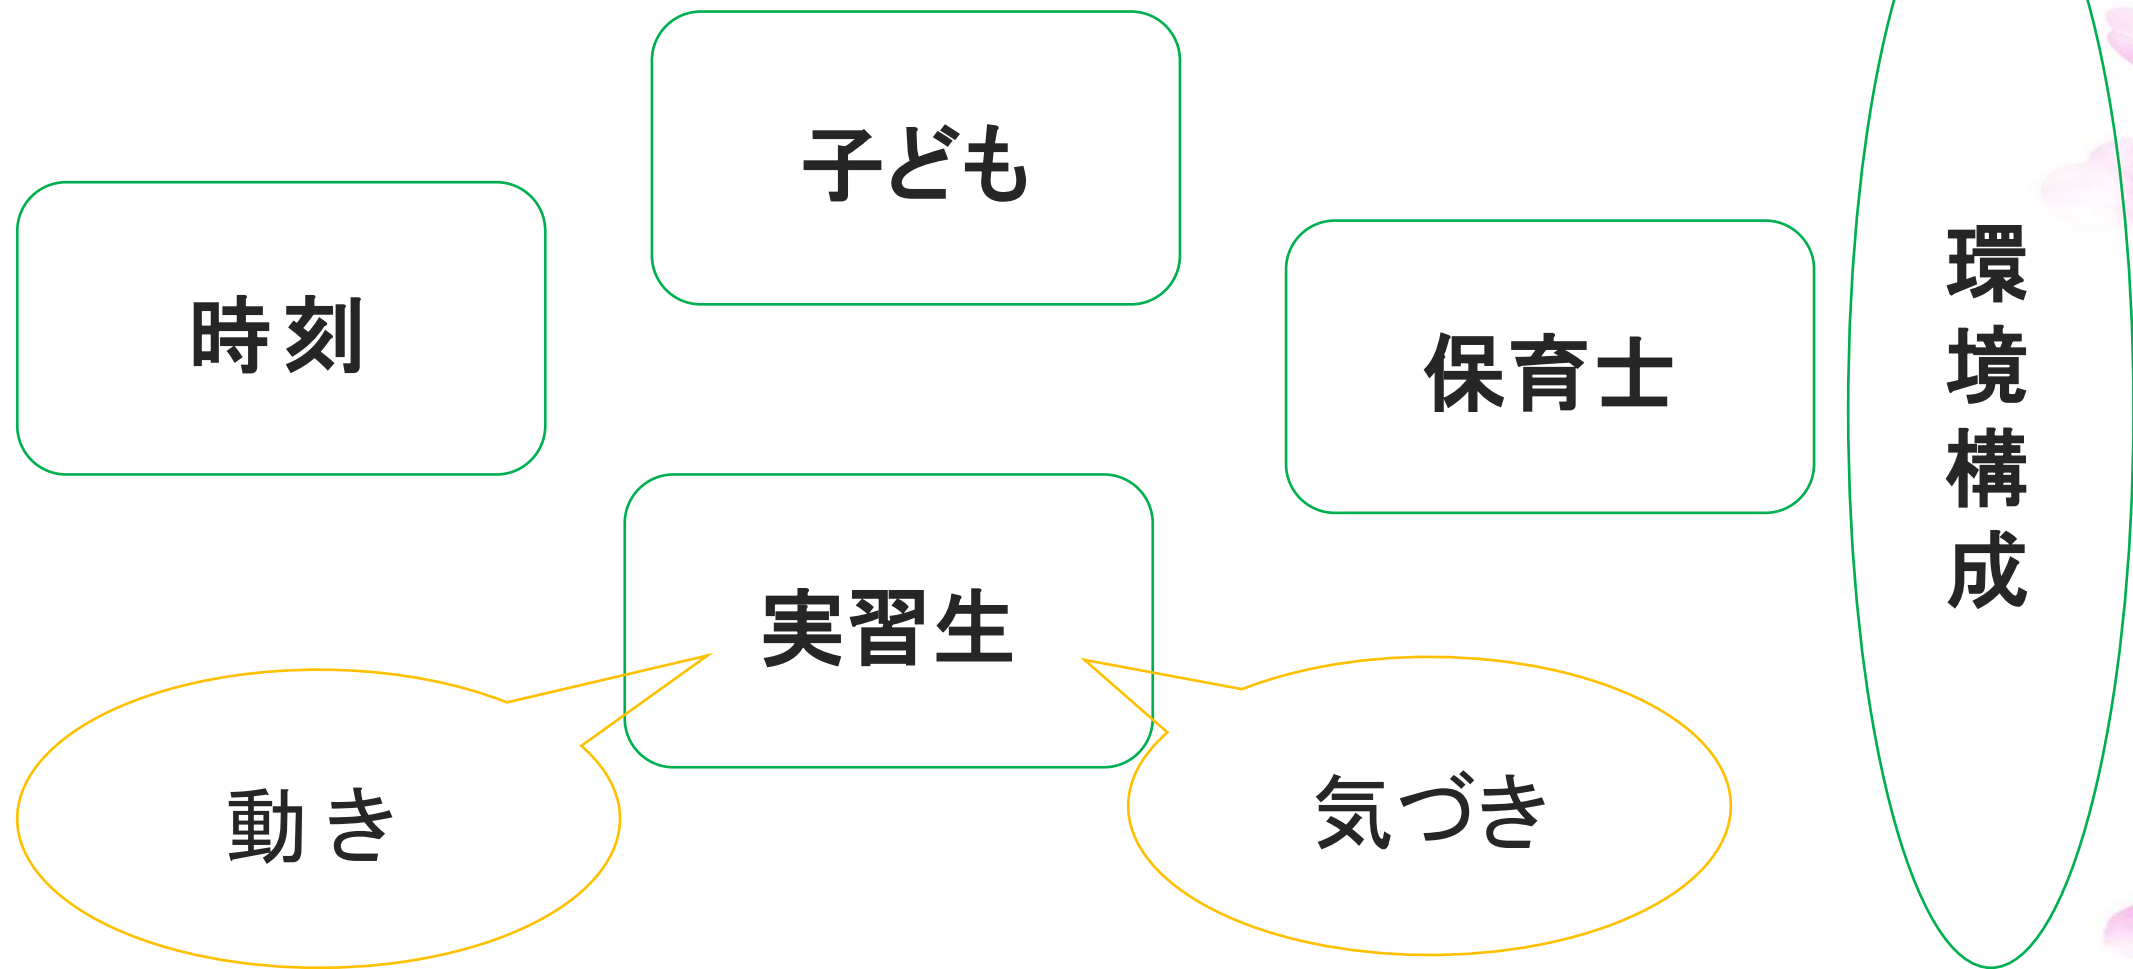 子ども
時刻
保育士
環境構成
実習生
動き
気づき